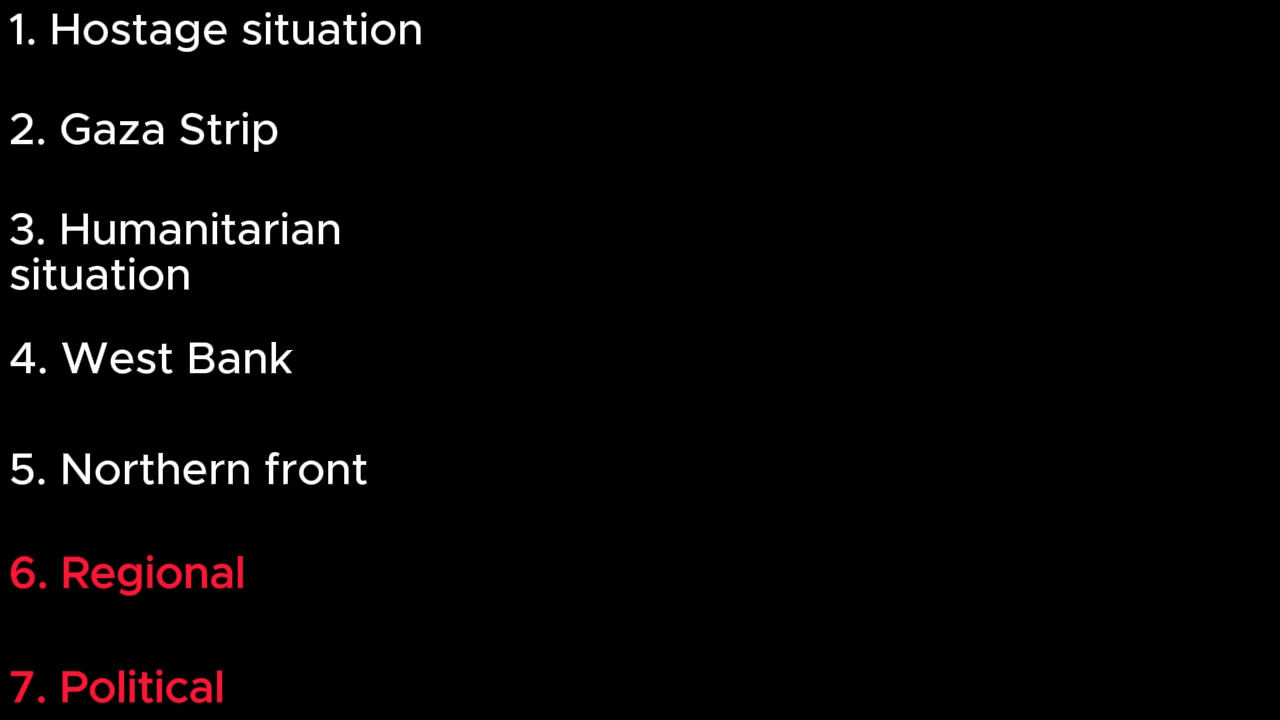 1. Hostage situation
2. Gaza Strip
3. Humanitarian
situation
4. West Bank
5. Northern front
6. Regional
7. Political